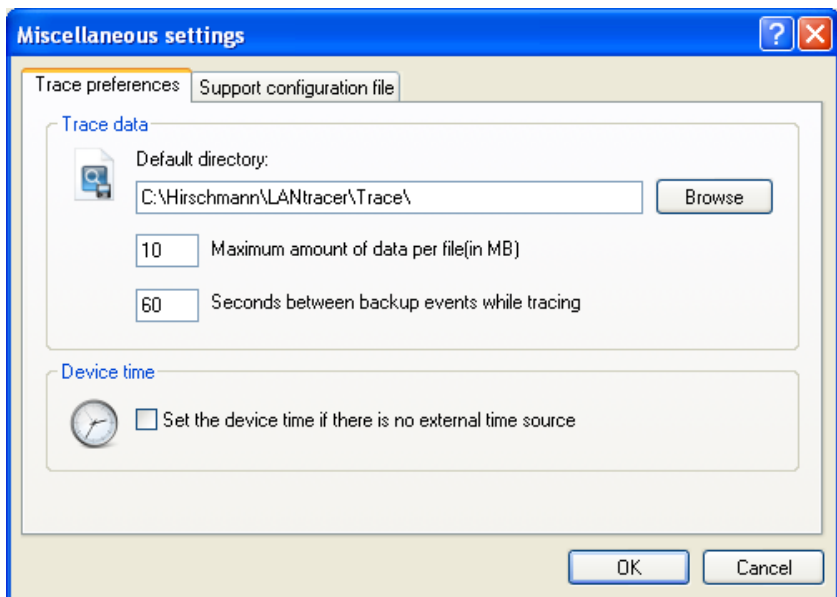 Miscellaneous settings
Trace preferences Support configuration file
Trace data
Default directory:
C:\Hirschmann\LANtracer\Trace\ Browse
10 Maximum amount of data per file(in MB)
60 Seconds between backup events while tracing
Device time
Set the device time if there is no external time source
OK Cancel